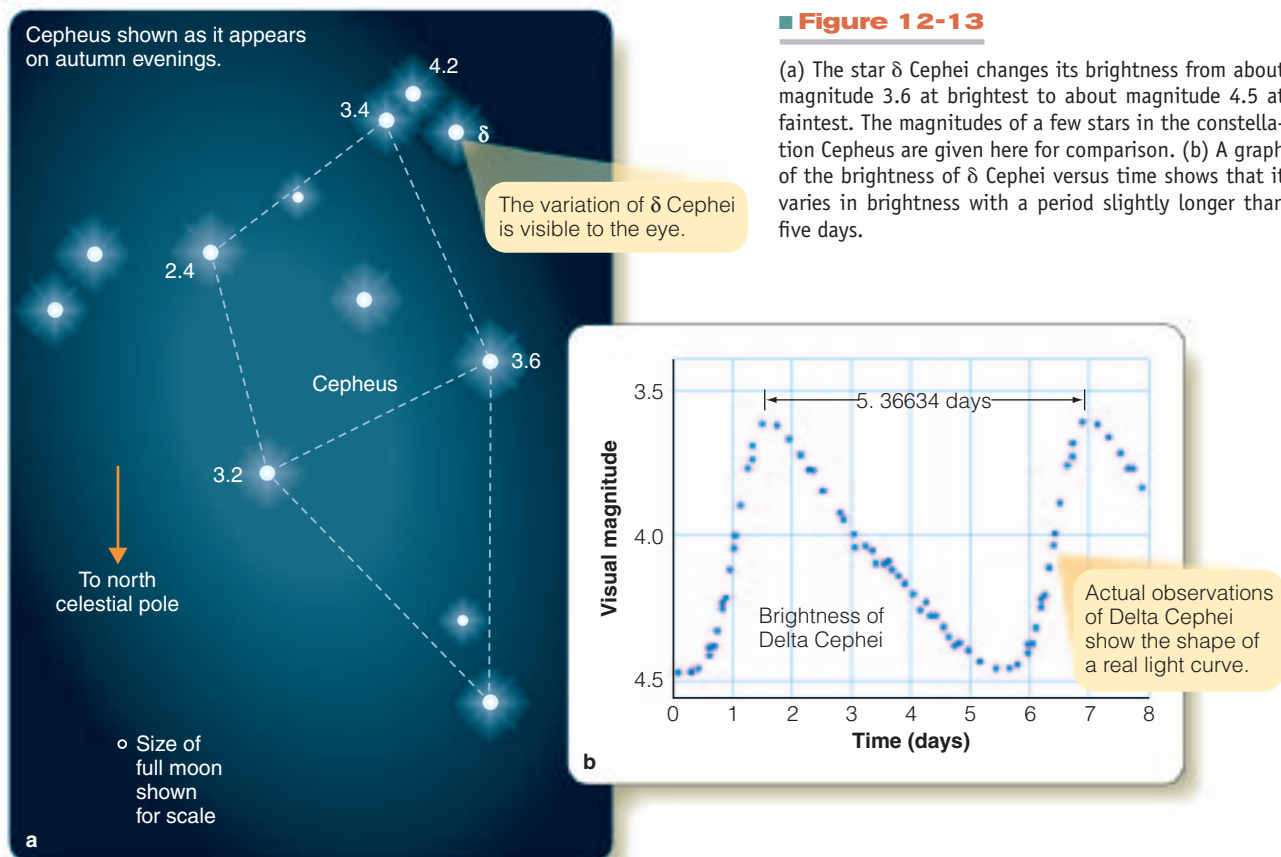 Cepheus shown as it appears
on autumn evenings.
4.2
3.4
δ
The variation of δ Cephei
is visible to the eye.
2.4
3.6
Cepheus
3.2
To north
celestial pole
Size of
full moon
shown
for scale
a
■ Figure 12-13
(a) The star δ Cephei changes its brightness from about
magnitude 3.6 at brightest to about magnitude 4.5 at
faintest. The magnitudes of a few stars in the constella-
tion Cepheus are given here for comparison. (b) A graph
of the brightness of δ Cephei versus time shows that it
varies in brightness with a period slightly longer than
five days.
3.5
5. 36634 days
Visual magnitude
4.0
Brightness of
Delta Cephei
Actual observations
of Delta Cephei
show the shape of
a real light curve.
4.5
0 1 2 3 4 5 6 7 8
Time (days)
b